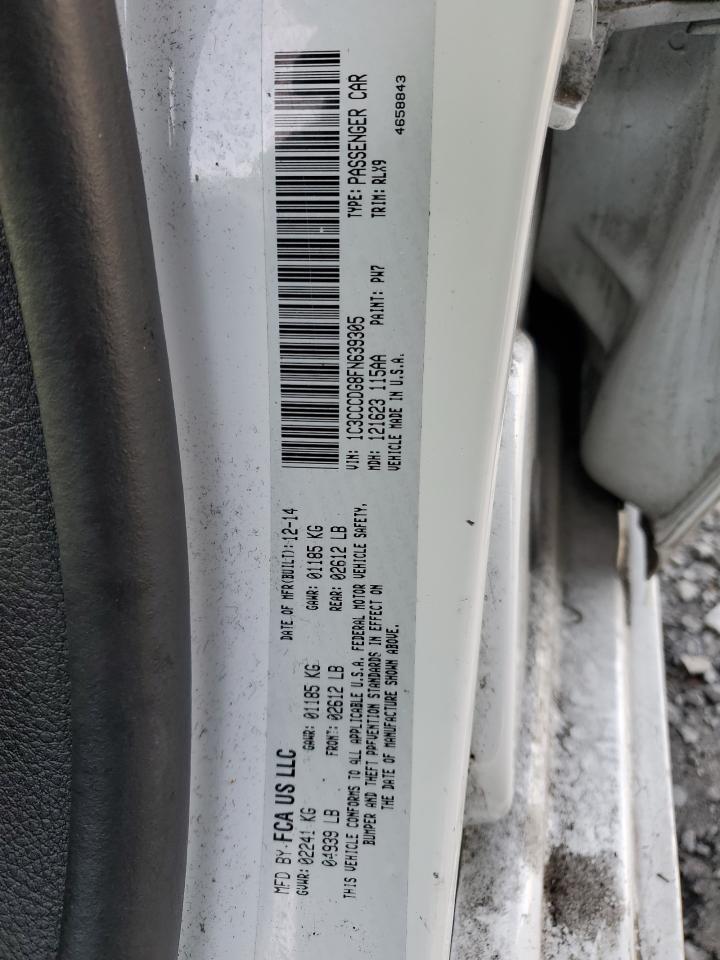 MFD BY: FCA US LLC
DATE OF MFR(BUILT): 12-14
GVWR: 02241 KG
GAWR: 01185 KG
GAWR: 01185 KG
04939 LB
FRONT: 02612 LB
REAR: 02612 LB
THIS VEHICLE CONFORMS TO ALL APPLICABLE U.S.A. FEDERAL MOTOR VEHICLE SAFETY,
BUMPER AND THEFT PREVENTION STANDARDS IN EFFECT ON
THE DATE OF MANUFACTURE SHOWN ABOVE.
VIN: 1C3CCCDG8FN639305
TYPE: PASSENGER CAR
MDH: 121623 115AA
PAINT: PW7
TRIM: RLX9
VEHICLE MADE IN U.S.A.
4658843